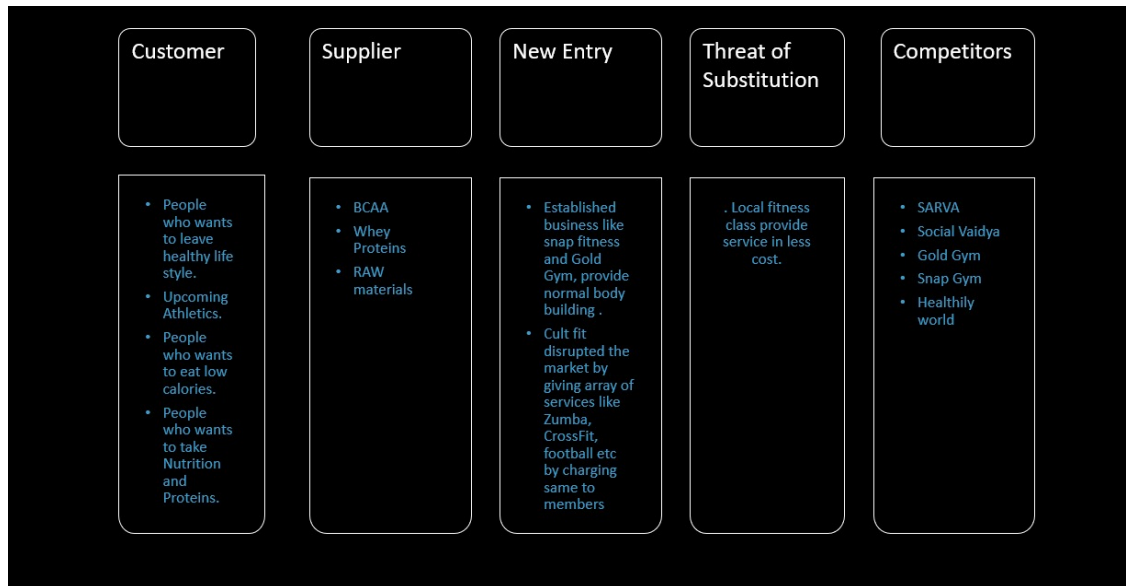 Customer
Supplier
New Entry
Threat of
Substitution
Competitors
• People
who wants
to leave
healthy life
style.
• Upcoming
Athletics.
• People
who wants
to eat low
calories.
• People
who wants
to take
Nutrition
and
Proteins.
• BCAA
• Whey
Proteins
• RAW
materials
• Established
business like
snap fitness
and Gold
Gym, provide
normal body
building .
• Cult fit
disrupted the
market by
giving array of
services like
Zumba,
CrossFit,
football etc
by charging
same to
members
. Local fitness
class provide
service in less
cost.
• SARVA
• Social Vaidya
• Gold Gym
• Snap Gym
• Healthily
world